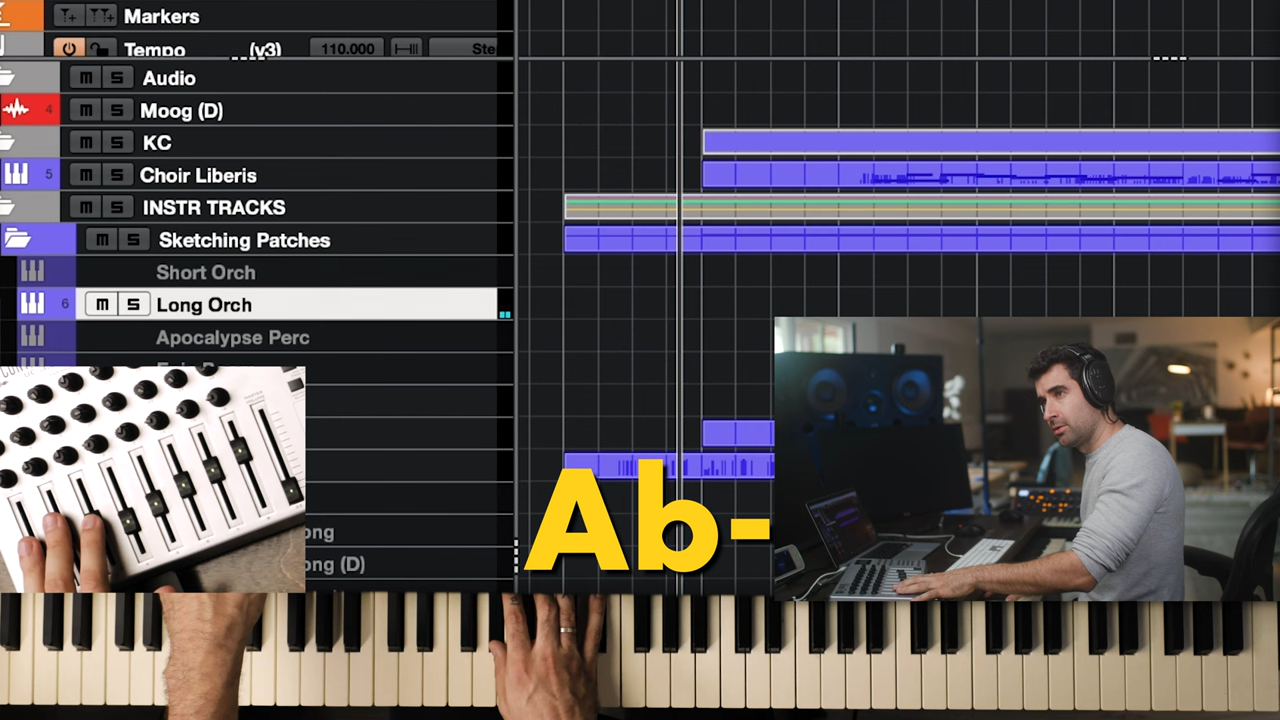 Markers
Tempo (v3) 110.000 Ste
M S Audio
4 M S Moog (D)
M S KC
5 M S Choir Liberis
M S INSTR TRACKS
M S Sketching Patches
Short Orch
6 M S Long Orch
Apocalypse Perc
Ab-
ong
ong (D)